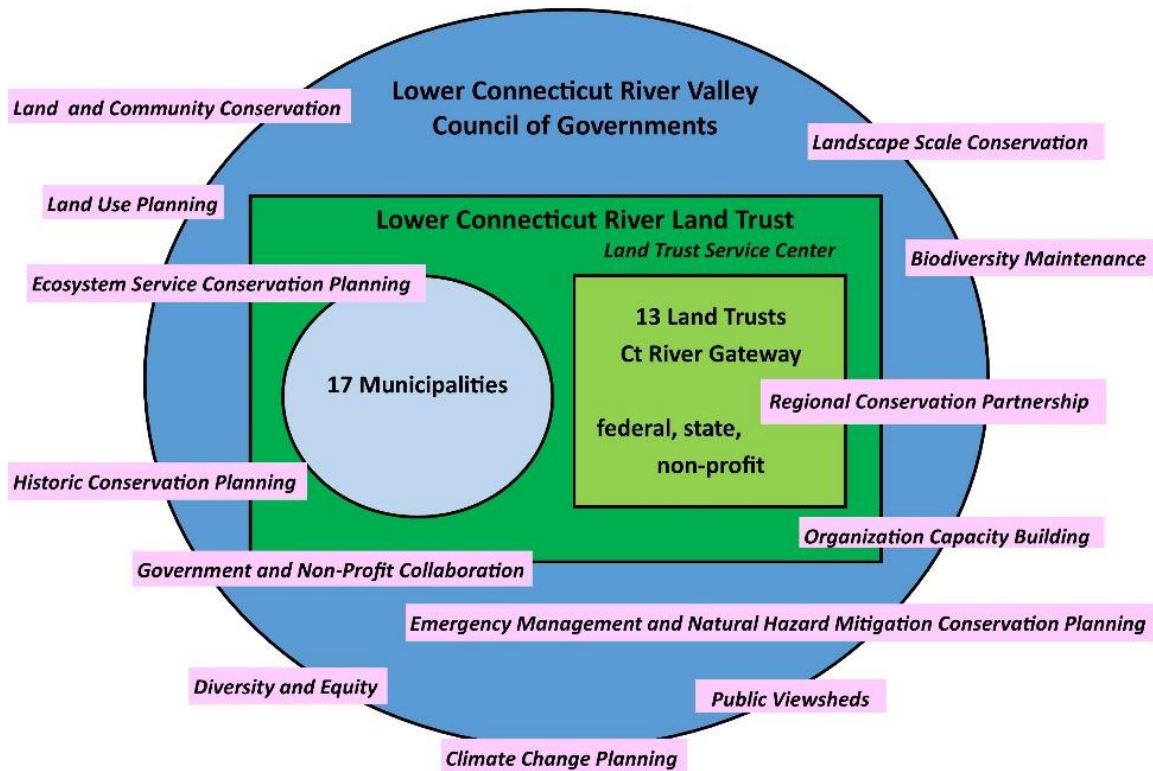 Lower Connecticut River Valley
Council of Governments
Land and Community Conservation
Landscape Scale Conservation
Land Use Planning
Lower Connecticut River Land Trust
Land Trust Service Center
Biodiversity Maintenance
Ecosystem Service Conservation Planning
13 Land Trusts
Ct River Gateway
17 Municipalities
Regional Conservation Partnership
federal, state,
non-profit
Historic Conservation Planning
Organization Capacity Building
Government and Non-Profit Collaboration
Emergency Management and Natural Hazard Mitigation Conservation Planning
Diversity and Equity
Public Viewsheds
Climate Change Planning